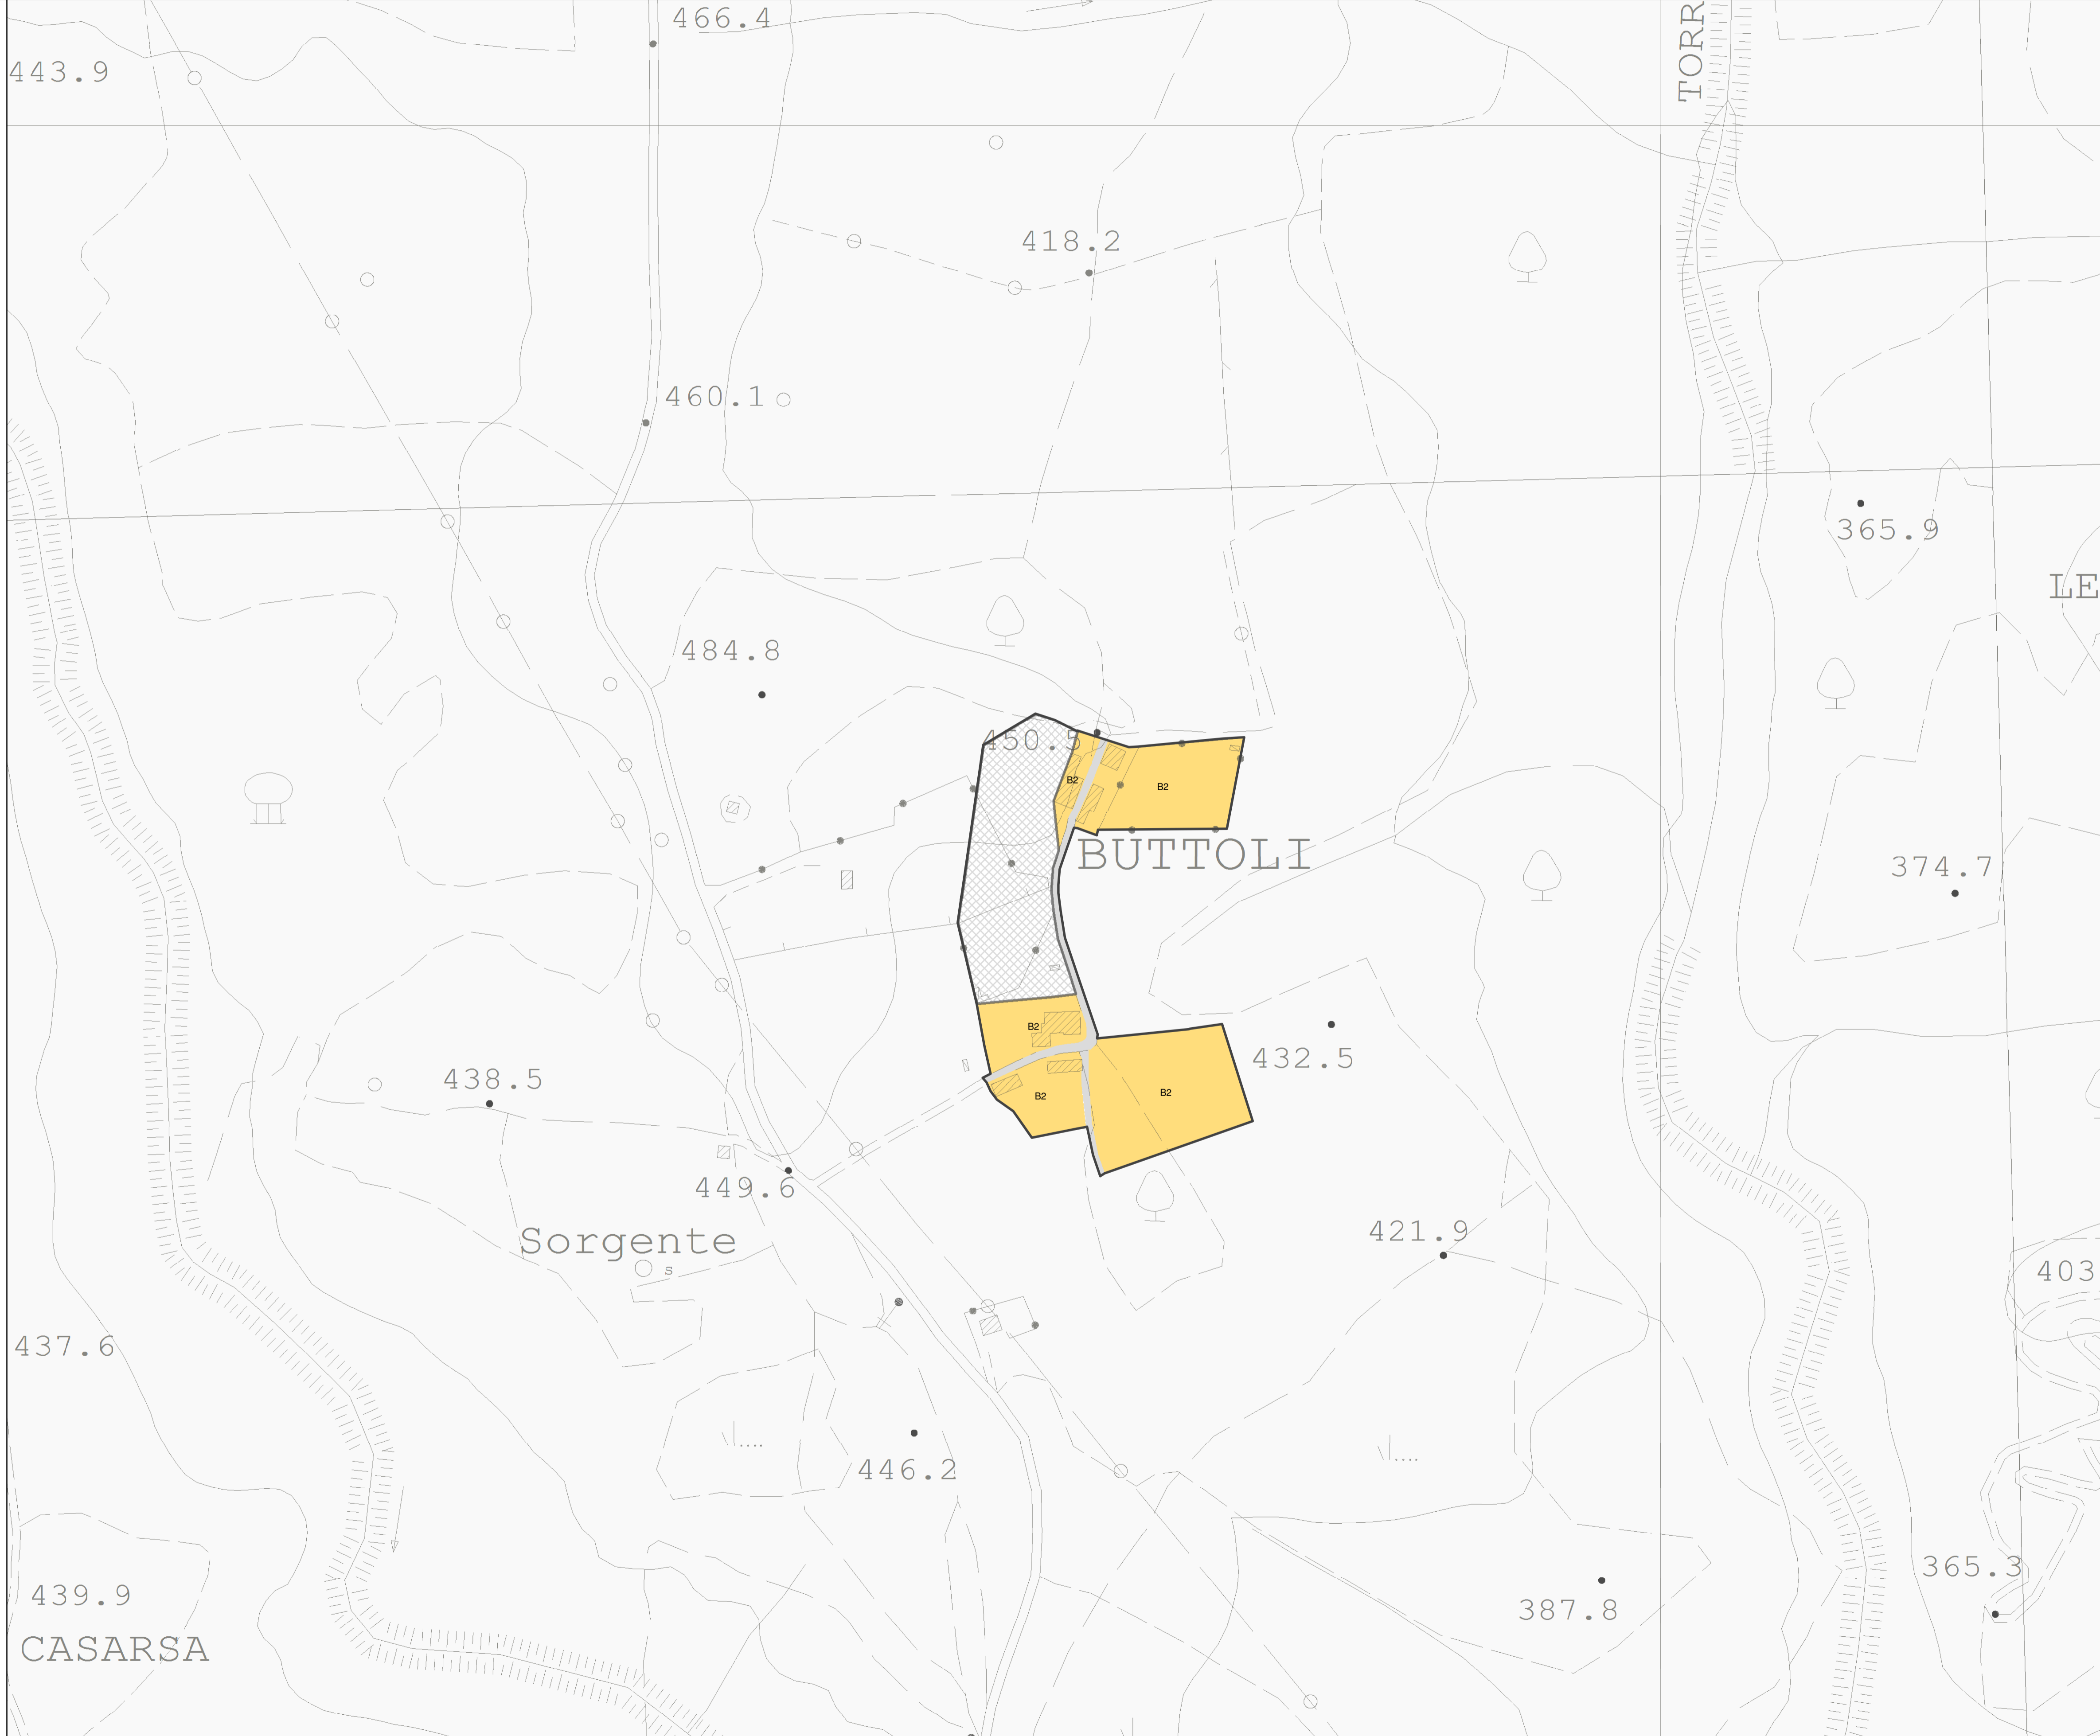 466.4
TORR
443.9
418.2
460.1
365.9
LE
484.8
450.5
B2
B2
BUTTOLI
374.7
B2
432.5
438.5
B2
B2
449.6
421.9
Sorgente
s
403
437.6
446.2
365.3
439.9
387.8
CASARSA